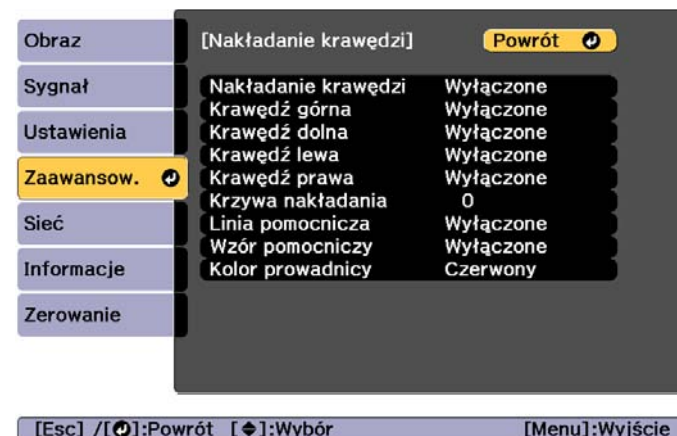 Obraz
Sygnał
Ustawienia
Zaawansow.
Sieć
Informacje
Zerowanie
[Nakładanie krawędzi] Powrót
Nakładanie krawędzi Wyłączone
Krawędź górna Wyłączone
Krawędź dolna Wyłączone
Krawędź lewa Wyłączone
Krawędź prawa Wyłączone
Krzywa nakładania 0
Linia pomocnicza Wyłączone
Wzór pomocniczy Wyłączone
Kolor prowadnicy Czerwony
[Esc] /[⏎]:Powrót [◆]:Wybór [Menu]:Wyjście